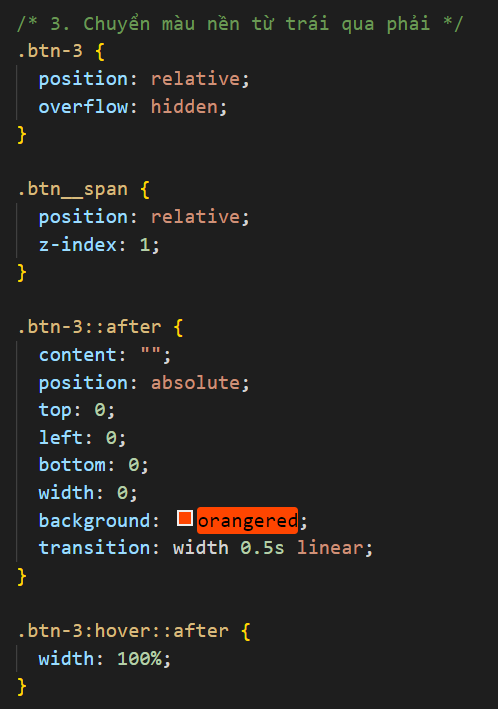 /* 3. Chuyển màu nền từ trái qua phải */
.btn-3 {
  position: relative;
  overflow: hidden;
}

.btn__span {
  position: relative;
  z-index: 1;
}

.btn-3::after {
  content: "";
  position: absolute;
  top: 0;
  left: 0;
  bottom: 0;
  width: 0;
  background: orangered;
  transition: width 0.5s linear;
}

.btn-3:hover::after {
  width: 100%;
}